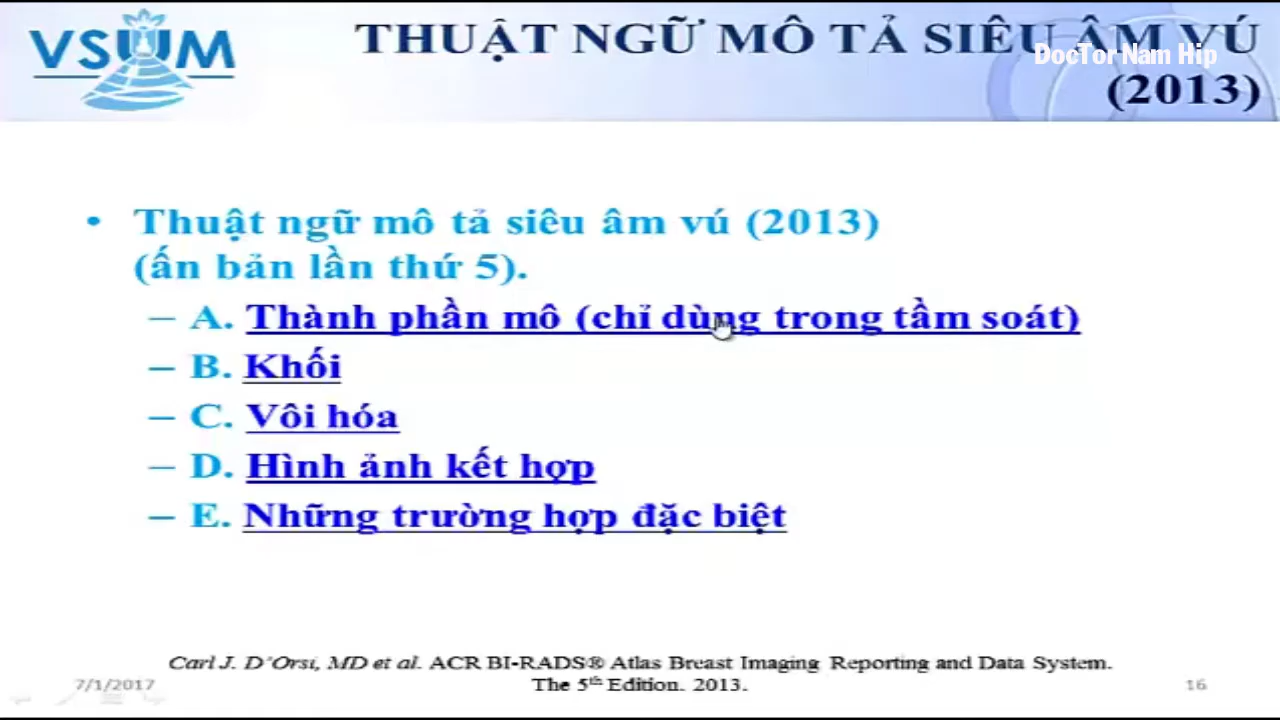 VSUM
THUẬT NGỮ MÔ TẢ SIÊU ÂM VÚ
DocTor Nam Hip
(2013)
• Thuật ngữ mô tả siêu âm vú (2013)
(ấn bản lần thứ 5).
– A. Thành phần mô (chỉ dùng trong tầm soát)
– B. Khối
– C. Vôi hóa
– D. Hình ảnh kết hợp
– E. Những trường hợp đặc biệt
Carl J. D'Orsi, MD et al. ACR BI-RADS® Atlas Breast Imaging Reporting and Data System.
The 5th Edition. 2013.
7/1/2017
16